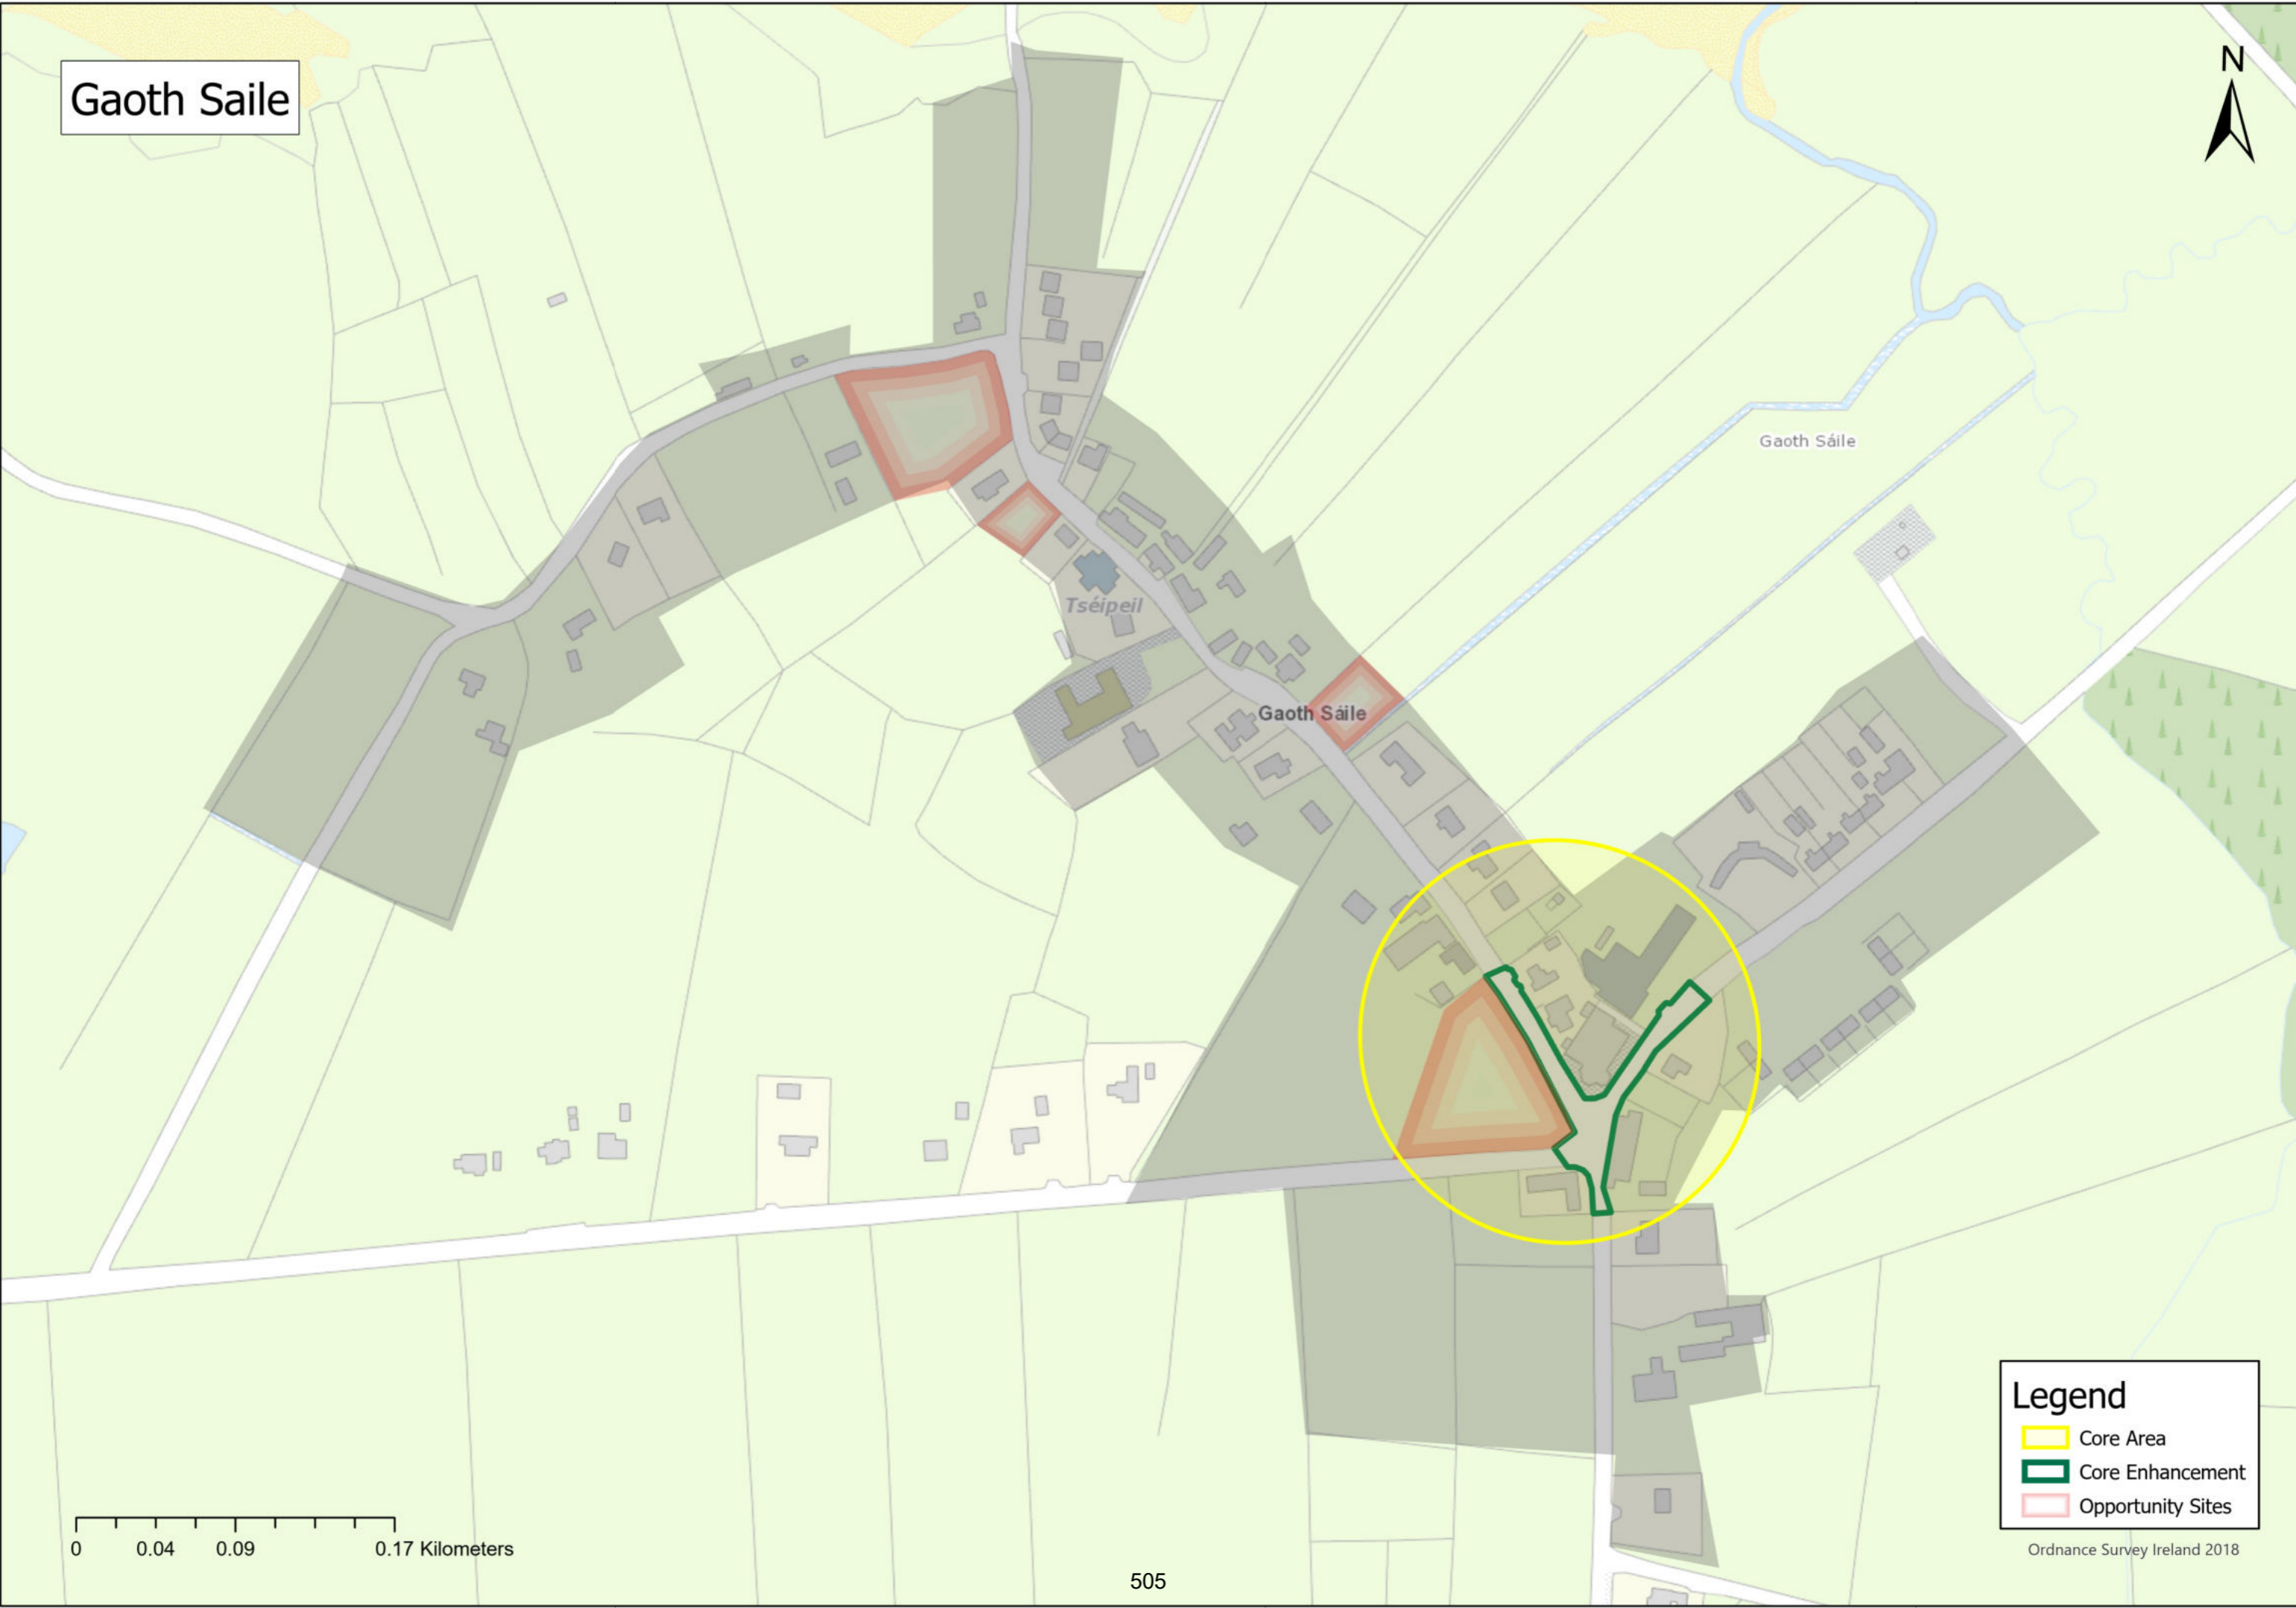 Gaoth Saile
N
Gaoth Sáile
Tséipeil
Gaoth Sáile
Legend
Core Area
Core Enhancement
Opportunity Sites
Ordnance Survey Ireland 2018
0 0.04 0.09 0.17 Kilometers
505